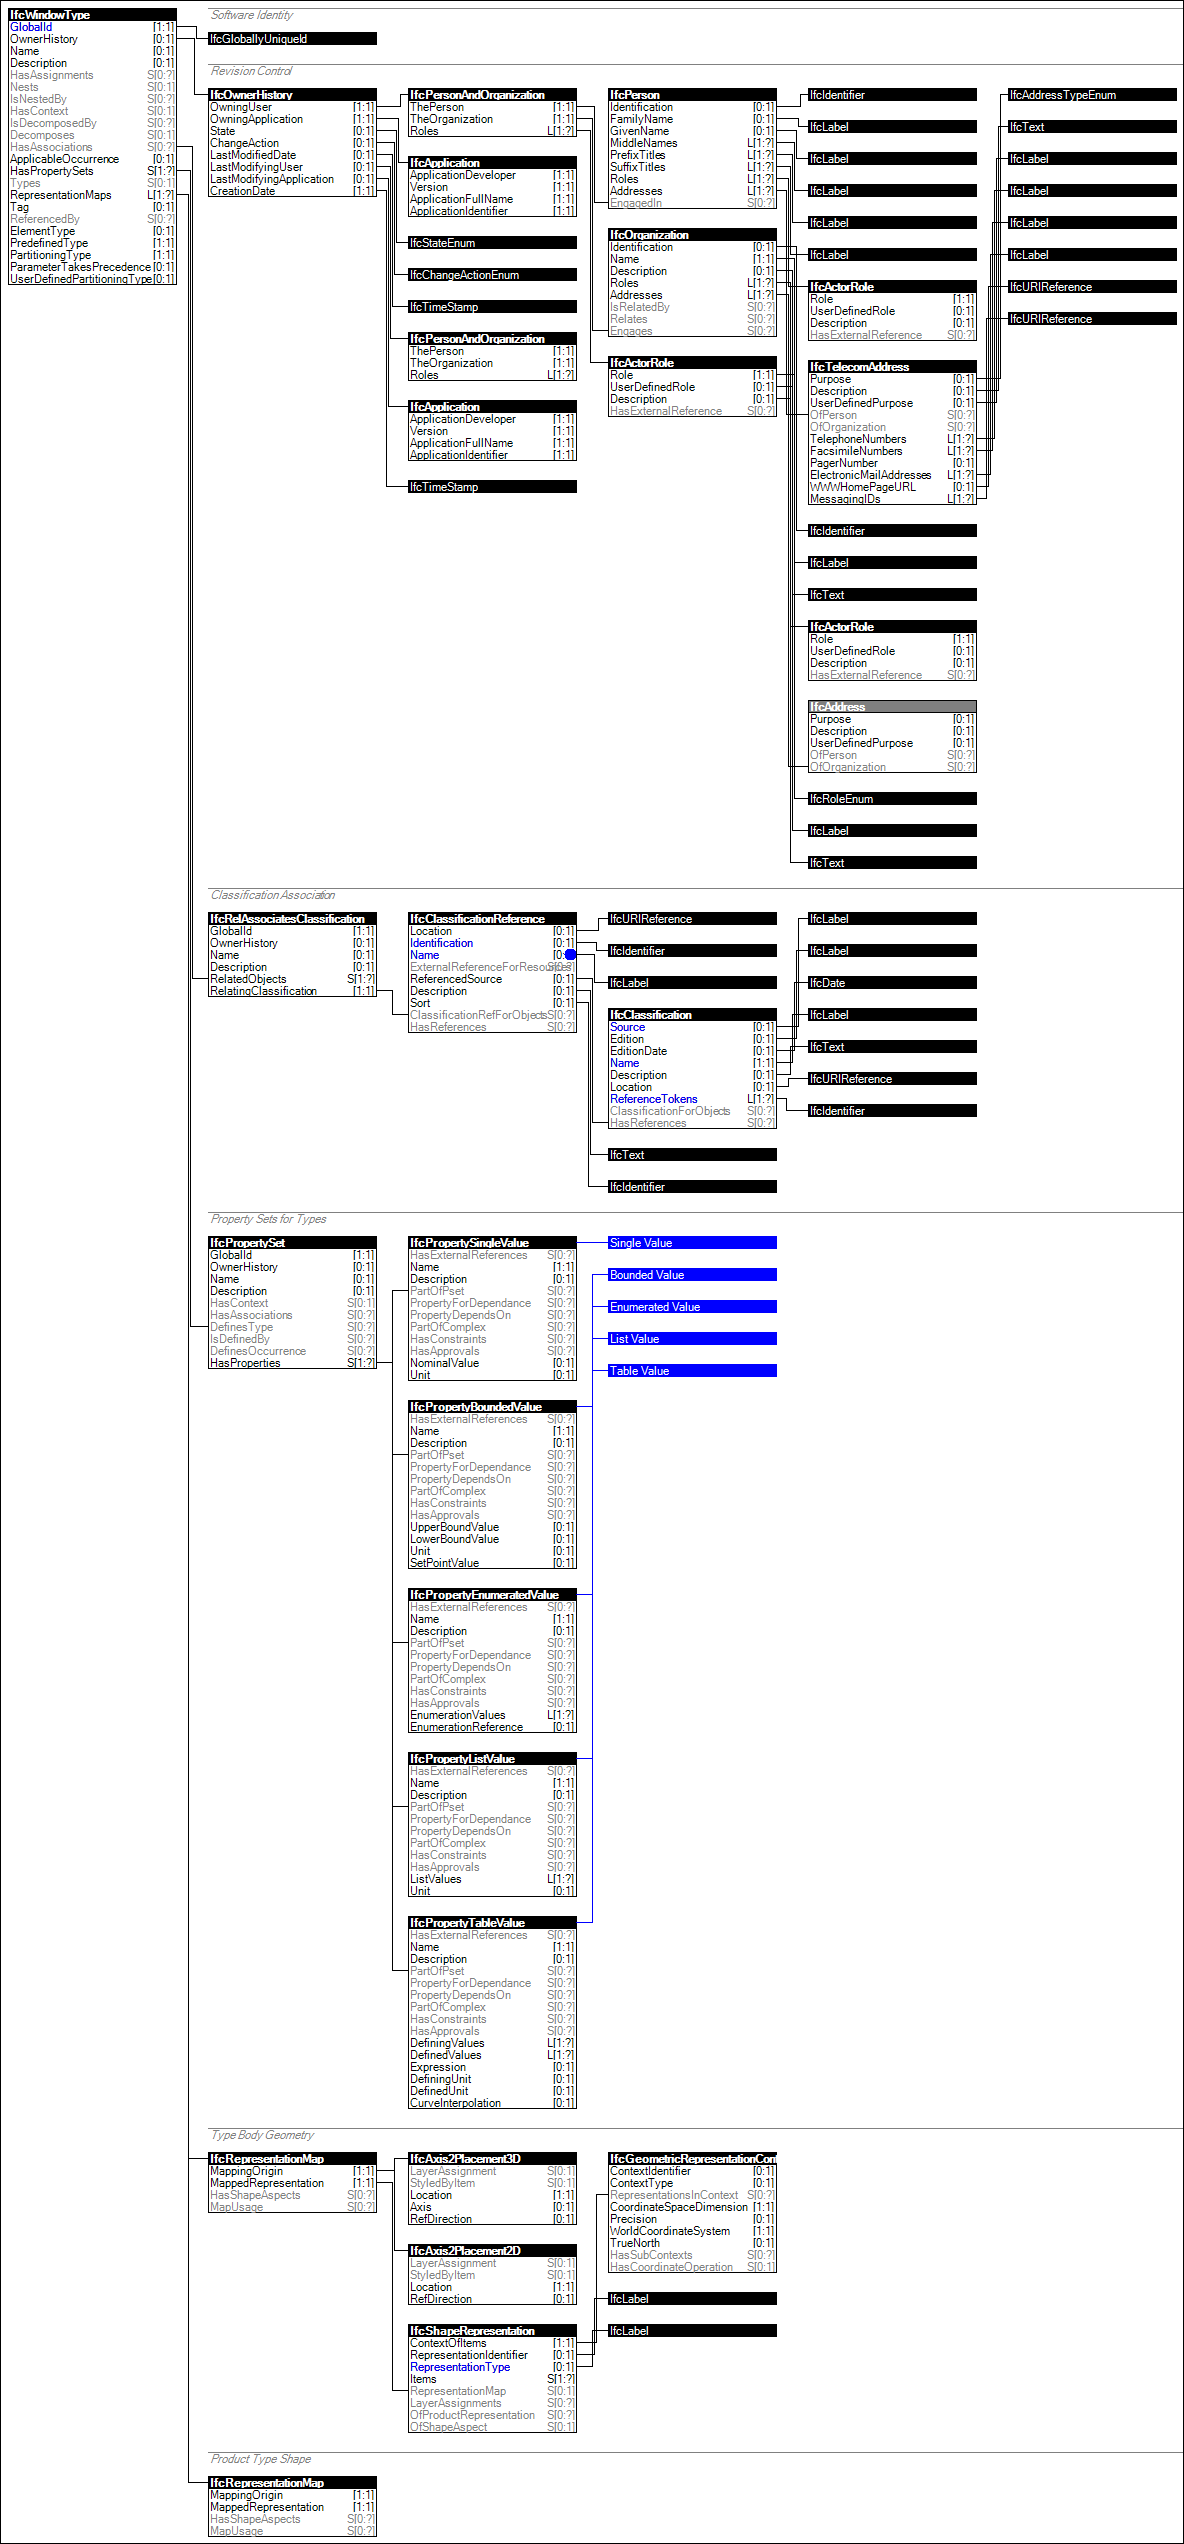 IfcWindowType
GlobalId [1:1]
OwnerHistory [0:1]
Name [0:1]
Description [0:1]
HasAssignments S[0:?]
Nests S[0:1]
IsNestedBy S[0:?]
HasContext S[0:1]
IsDecomposedBy S[0:?]
Decomposes S[0:1]
HasAssociations S[0:?]
ApplicableOccurrence [0:1]
HasPropertySets S[1:?]
Types S[0:1]
RepresentationMaps L[1:?]
Tag [0:1]
ReferencedBy S[0:?]
ElementType [0:1]
PredefinedType [1:1]
PartitioningType [1:1]
ParameterTakesPrecedence [0:1]
UserDefinedPartitioningType [0:1]
Software Identity
IfcGloballyUniqueId
Revision Control
IfcOwnerHistory
OwningUser [1:1]
OwningApplication [1:1]
State [0:1]
ChangeAction [0:1]
LastModifiedDate [0:1]
LastModifyingUser [0:1]
LastModifyingApplication [0:1]
CreationDate [1:1]
IfcPersonAndOrganization
ThePerson [1:1]
TheOrganization [1:1]
Roles L[1:?]
IfcApplication
ApplicationDeveloper [1:1]
Version [1:1]
ApplicationFullName [1:1]
ApplicationIdentifier [1:1]
IfcStateEnum
IfcChangeActionEnum
IfcTimeStamp
IfcPersonAndOrganization
ThePerson [1:1]
TheOrganization [1:1]
Roles L[1:?]
IfcApplication
ApplicationDeveloper [1:1]
Version [1:1]
ApplicationFullName [1:1]
ApplicationIdentifier [1:1]
IfcTimeStamp
IfcPerson
Identification [0:1]
FamilyName [0:1]
GivenName [0:1]
MiddleNames L[1:?]
PrefixTitles L[1:?]
SuffixTitles L[1:?]
Roles L[1:?]
Addresses L[1:?]
EngagedIn S[0:?]
IfcOrganization
Identification [0:1]
Name [1:1]
Description [0:1]
Roles L[1:?]
Addresses L[1:?]
IsRelatedBy S[0:?]
Relates S[0:?]
Engages S[0:?]
IfcActorRole
Role [1:1]
UserDefinedRole [0:1]
Description [0:1]
HasExternalReference S[0:?]
IfcIdentifier
IfcLabel
IfcLabel
IfcLabel
IfcLabel
IfcLabel
IfcActorRole
Role [1:1]
UserDefinedRole [0:1]
Description [0:1]
HasExternalReference S[0:?]
IfcTelecomAddress
Purpose [0:1]
Description [0:1]
UserDefinedPurpose [0:1]
OfPerson S[0:?]
OfOrganization S[0:?]
TelephoneNumbers L[1:?]
FacsimileNumbers L[1:?]
PagerNumber [0:1]
ElectronicMailAddresses L[1:?]
WWWHomePageURL [0:1]
MessagingIDs L[1:?]
IfcIdentifier
IfcLabel
IfcText
IfcActorRole
Role [1:1]
UserDefinedRole [0:1]
Description [0:1]
HasExternalReference S[0:?]
IfcAddress
Purpose [0:1]
Description [0:1]
UserDefinedPurpose [0:1]
OfPerson S[0:?]
OfOrganization S[0:?]
IfcRoleEnum
IfcLabel
IfcText
IfcAddressTypeEnum
IfcText
IfcLabel
IfcLabel
IfcLabel
IfcLabel
IfcURIReference
IfcURIReference
Classification Association
IfcRelAssociatesClassification
GlobalId [1:1]
OwnerHistory [0:1]
Name [0:1]
Description [0:1]
RelatedObjects S[1:?]
RelatingClassification [1:1]
IfcClassificationReference
Location [0:1]
Identification [0:1]
Name [0:
ExternalReferenceForResources S[0:?]
ReferencedSource [0:1]
Description [0:1]
Sort [0:1]
ClassificationRefForObjects S[0:?]
HasReferences S[0:?]
IfcURIReference
IfcIdentifier
IfcLabel
IfcClassification
Source [0:1]
Edition [0:1]
EditionDate [0:1]
Name [1:1]
Description [0:1]
Location [0:1]
ReferenceTokens L[1:?]
ClassificationForObjects S[0:?]
HasReferences S[0:?]
IfcText
IfcIdentifier
IfcLabel
IfcLabel
IfcDate
IfcLabel
IfcText
IfcURIReference
IfcIdentifier
Property Sets for Types
IfcPropertySet
GlobalId [1:1]
OwnerHistory [0:1]
Name [0:1]
Description [0:1]
HasContext S[0:1]
HasAssociations S[0:?]
DefinesType S[0:?]
IsDefinedBy S[0:?]
DefinesOccurrence S[0:?]
HasProperties S[1:?]
IfcPropertySingleValue
HasExternalReferences S[0:?]
Name [1:1]
Description [0:1]
PartOfPset S[0:?]
PropertyForDependance S[0:?]
PropertyDependsOn S[0:?]
PartOfComplex S[0:?]
HasConstraints S[0:?]
HasApprovals S[0:?]
NominalValue [0:1]
Unit [0:1]
IfcPropertyBoundedValue
HasExternalReferences S[0:?]
Name [1:1]
Description [0:1]
PartOfPset S[0:?]
PropertyForDependance S[0:?]
PropertyDependsOn S[0:?]
PartOfComplex S[0:?]
HasConstraints S[0:?]
HasApprovals S[0:?]
UpperBoundValue [0:1]
LowerBoundValue [0:1]
Unit [0:1]
SetPointValue [0:1]
IfcPropertyEnumeratedValue
HasExternalReferences S[0:?]
Name [1:1]
Description [0:1]
PartOfPset S[0:?]
PropertyForDependance S[0:?]
PropertyDependsOn S[0:?]
PartOfComplex S[0:?]
HasConstraints S[0:?]
HasApprovals S[0:?]
EnumerationValues L[1:?]
EnumerationReference [0:1]
IfcPropertyListValue
HasExternalReferences S[0:?]
Name [1:1]
Description [0:1]
PartOfPset S[0:?]
PropertyForDependance S[0:?]
PropertyDependsOn S[0:?]
PartOfComplex S[0:?]
HasConstraints S[0:?]
HasApprovals S[0:?]
ListValues L[1:?]
Unit [0:1]
IfcPropertyTableValue
HasExternalReferences S[0:?]
Name [1:1]
Description [0:1]
PartOfPset S[0:?]
PropertyForDependance S[0:?]
PropertyDependsOn S[0:?]
PartOfComplex S[0:?]
HasConstraints S[0:?]
HasApprovals S[0:?]
DefiningValues L[1:?]
DefinedValues L[1:?]
Expression [0:1]
DefiningUnit [0:1]
DefinedUnit [0:1]
CurveInterpolation [0:1]
Single Value
Bounded Value
Enumerated Value
List Value
Table Value
Type Body Geometry
IfcRepresentationMap
MappingOrigin [1:1]
MappedRepresentation [1:1]
HasShapeAspects S[0:?]
MapUsage S[0:?]
IfcAxis2Placement3D
LayerAssignment S[0:1]
StyledByItem S[0:1]
Location [1:1]
Axis [0:1]
RefDirection [0:1]
IfcAxis2Placement2D
LayerAssignment S[0:1]
StyledByItem S[0:1]
Location [1:1]
RefDirection [0:1]
IfcShapeRepresentation
ContextOfItems [1:1]
RepresentationIdentifier [0:1]
RepresentationType [0:1]
Items S[1:?]
RepresentationMap S[0:1]
LayerAssignments S[0:?]
OfProductRepresentation S[0:?]
OfShapeAspect S[0:1]
IfcGeometricRepresentationCont
ContextIdentifier [0:1]
ContextType [0:1]
RepresentationsInContext S[0:?]
CoordinateSpaceDimension [1:1]
Precision [0:1]
WorldCoordinateSystem [1:1]
TrueNorth [0:1]
HasSubContexts S[0:?]
HasCoordinateOperation S[0:1]
IfcLabel
IfcLabel
Product Type Shape
IfcRepresentationMap
MappingOrigin [1:1]
MappedRepresentation [1:1]
HasShapeAspects S[0:?]
MapUsage S[0:?]